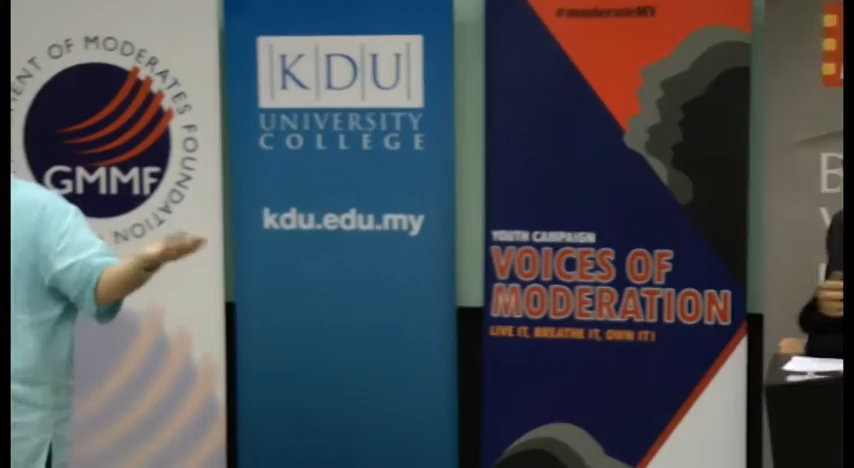 MENT OF MODERATES FOUNDATION
GMMF
KDU
UNIVERSITY
COLLEGE
kdu.edu.my
#moderateMY
YOUTH CAMPAIGN
VOICES OF
MODERATION
LIVE IT, BREATHE IT, OWN IT!
B